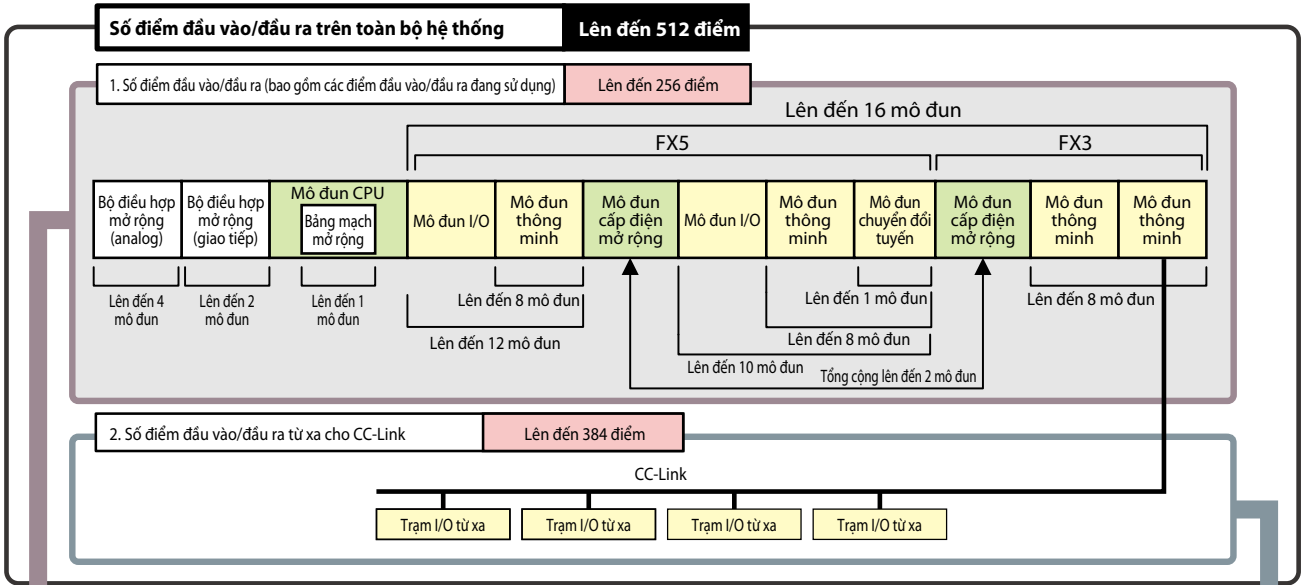 Số điểm đầu vào/đầu ra trên toàn bộ hệ thống
Lên đến 512 điểm
1. Số điểm đầu vào/đầu ra (bao gồm các điểm đầu vào/đầu ra đang sử dụng)
Lên đến 256 điểm
Lên đến 16 mô đun
FX5
FX3
Bộ điều hợp
mở rộng
(analog)
Bộ điều hợp
mở rộng
(giao tiếp)
Mô đun CPU
Bảng mạch
mở rộng
Mô đun I/O
Mô đun
thông
minh
Mô đun
cấp điện
mở rộng
Mô đun I/O
Mô đun
thông
minh
Mô đun
chuyển đổi
tuyến
Mô đun
cấp điện
mở rộng
Mô đun
thông
minh
Mô đun
thông
minh
Lên đến 4
mô đun
Lên đến 2
mô đun
Lên đến 1
mô đun
Lên đến 8 mô đun
Lên đến 12 mô đun
Lên đến 1 mô đun
Lên đến 8 mô đun
Lên đến 8 mô đun
Lên đến 10 mô đun
Tổng cộng lên đến 2 mô đun
2. Số điểm đầu vào/đầu ra từ xa cho CC-Link
Lên đến 384 điểm
CC-Link
Trạm I/O từ xa
Trạm I/O từ xa
Trạm I/O từ xa
Trạm I/O từ xa